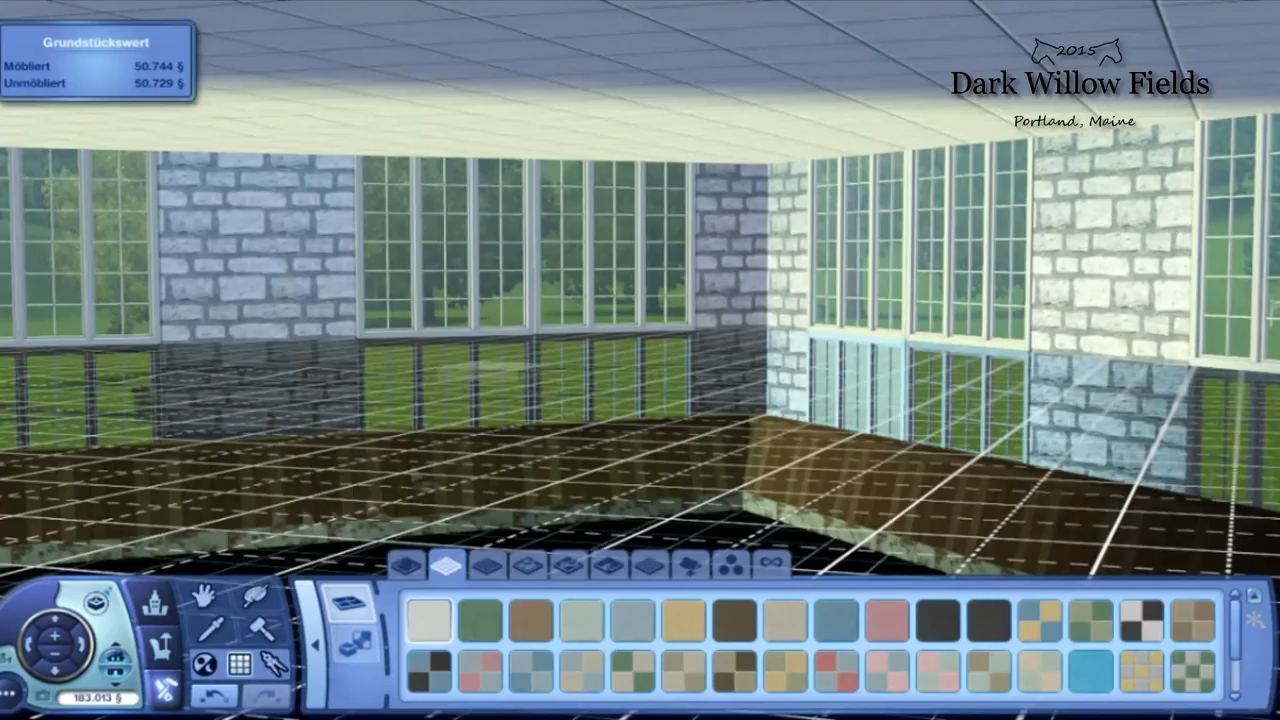 Grundstückswert
Möbliert 50.744 §
Unmöbliert 50.729 §
2015
Dark Willow Fields
Portland, Maine
183.013 §